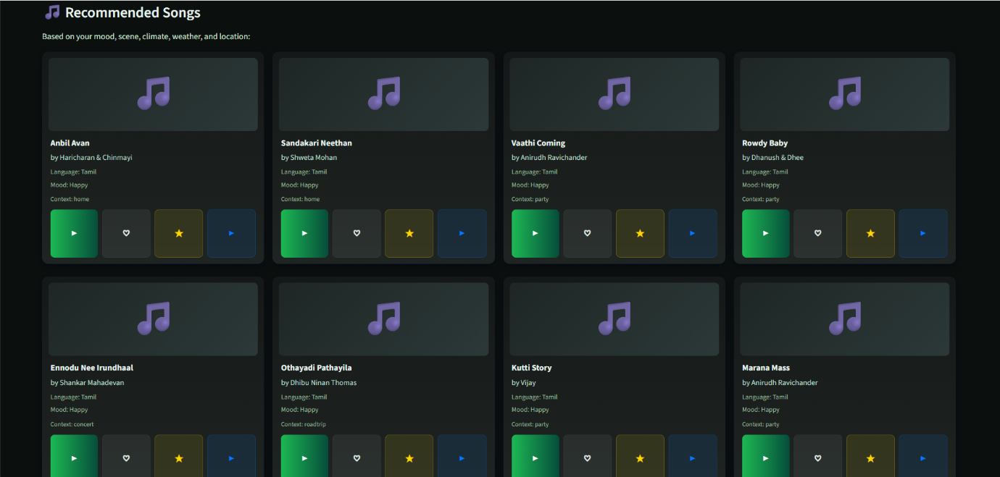 Recommended Songs
Based on your mood, scene, climate, weather, and location:
Anbil Avan
by Haricharan & Chinmayi
Language: Tamil
Mood: Happy
Context: home
Sandakari Neethan
by Shweta Mohan
Language: Tamil
Mood: Happy
Context: home
Vaathi Coming
by Anirudh Ravichander
Language: Tamil
Mood: Happy
Context: party
Rowdy Baby
by Dhanush & Dhee
Language: Tamil
Mood: Happy
Context: party
Ennodu Nee Irundhaal
by Shankar Mahadevan
Language: Tamil
Mood: Happy
Context: concert
Othayadi Pathayila
by Dhibu Ninan Thomas
Language: Tamil
Mood: Happy
Context: roadtrip
Kutti Story
by Vijay
Language: Tamil
Mood: Happy
Context: party
Marana Mass
by Anirudh Ravichander
Language: Tamil
Mood: Happy
Context: party